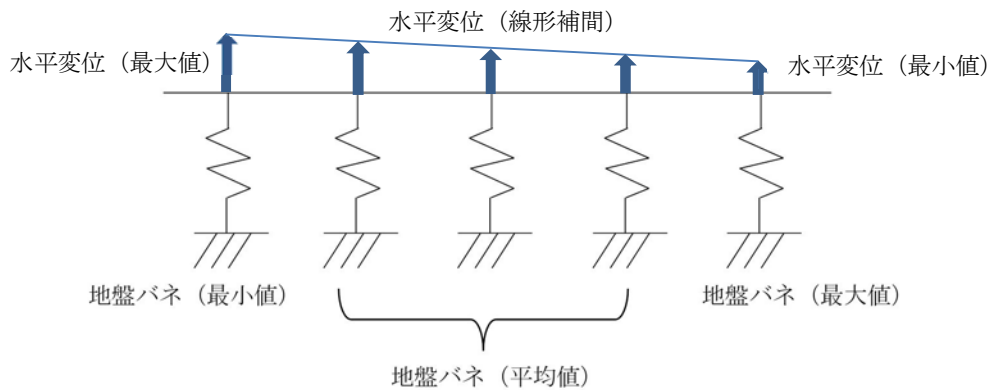 水平変位（線形補間）
水平変位（最大値）
水平変位（最小値）
地盤バネ（最小値）
地盤バネ（最大値）
地盤バネ（平均値）